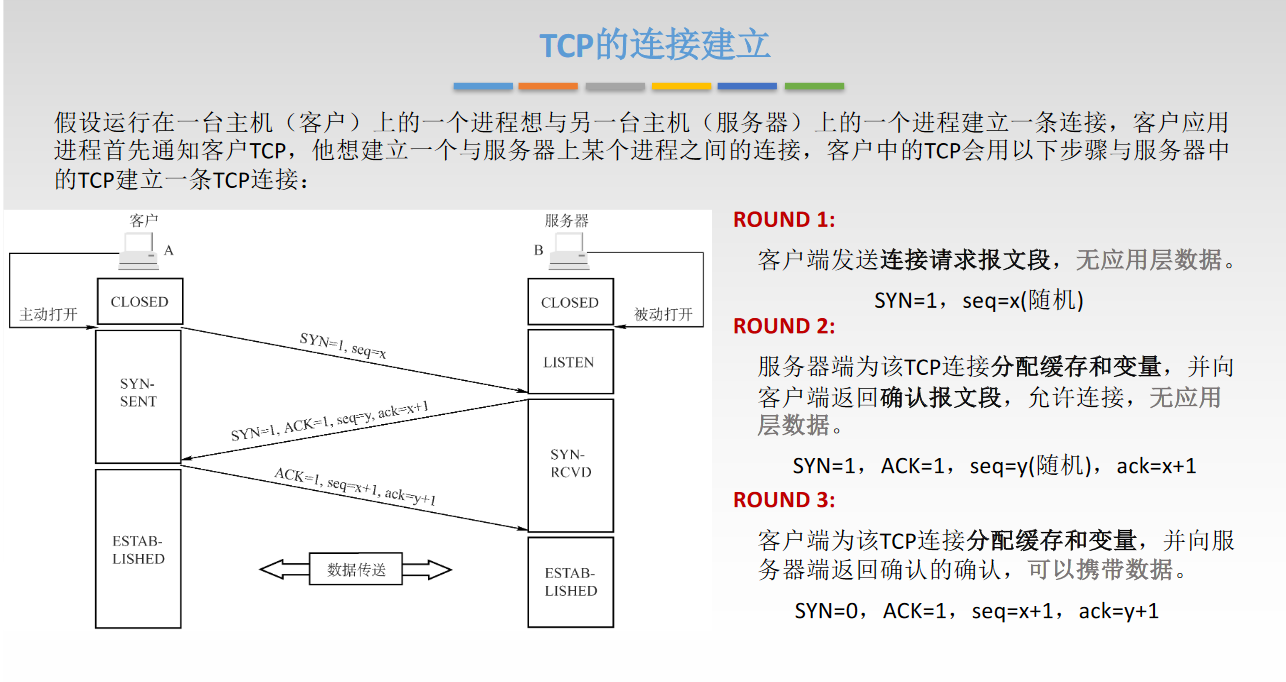 TCP的连接建立
假设运行在一台主机（客户）上的一个进程想与另一台主机（服务器）上的一个进程建立一条连接，客户应用
进程首先通知客户TCP，他想建立一个与服务器上某个进程之间的连接，客户中的TCP会用以下步骤与服务器中
的TCP建立一条TCP连接：
客户
A
服务器
B
主动打开
CLOSED
CLOSED
被动打开
SYN=1, seq=x
LISTEN
SYN-
SENT
SYN=1, ACK=1, seq=y, ack=x+1
SYN-
RCVD
ACK=1, seq=x+1, ack=y+1
ESTAB-
LISHED
数据传送
ESTAB-
LISHED
ROUND 1:
客户端发送连接请求报文段，无应用层数据。
SYN=1，seq=x(随机)
ROUND 2:
服务器端为该TCP连接分配缓存和变量，并向
客户端返回确认报文段，允许连接，无应用
层数据。
SYN=1，ACK=1，seq=y(随机)，ack=x+1
ROUND 3:
客户端为该TCP连接分配缓存和变量，并向服
务器端返回确认的确认，可以携带数据。
SYN=0，ACK=1，seq=x+1，ack=y+1